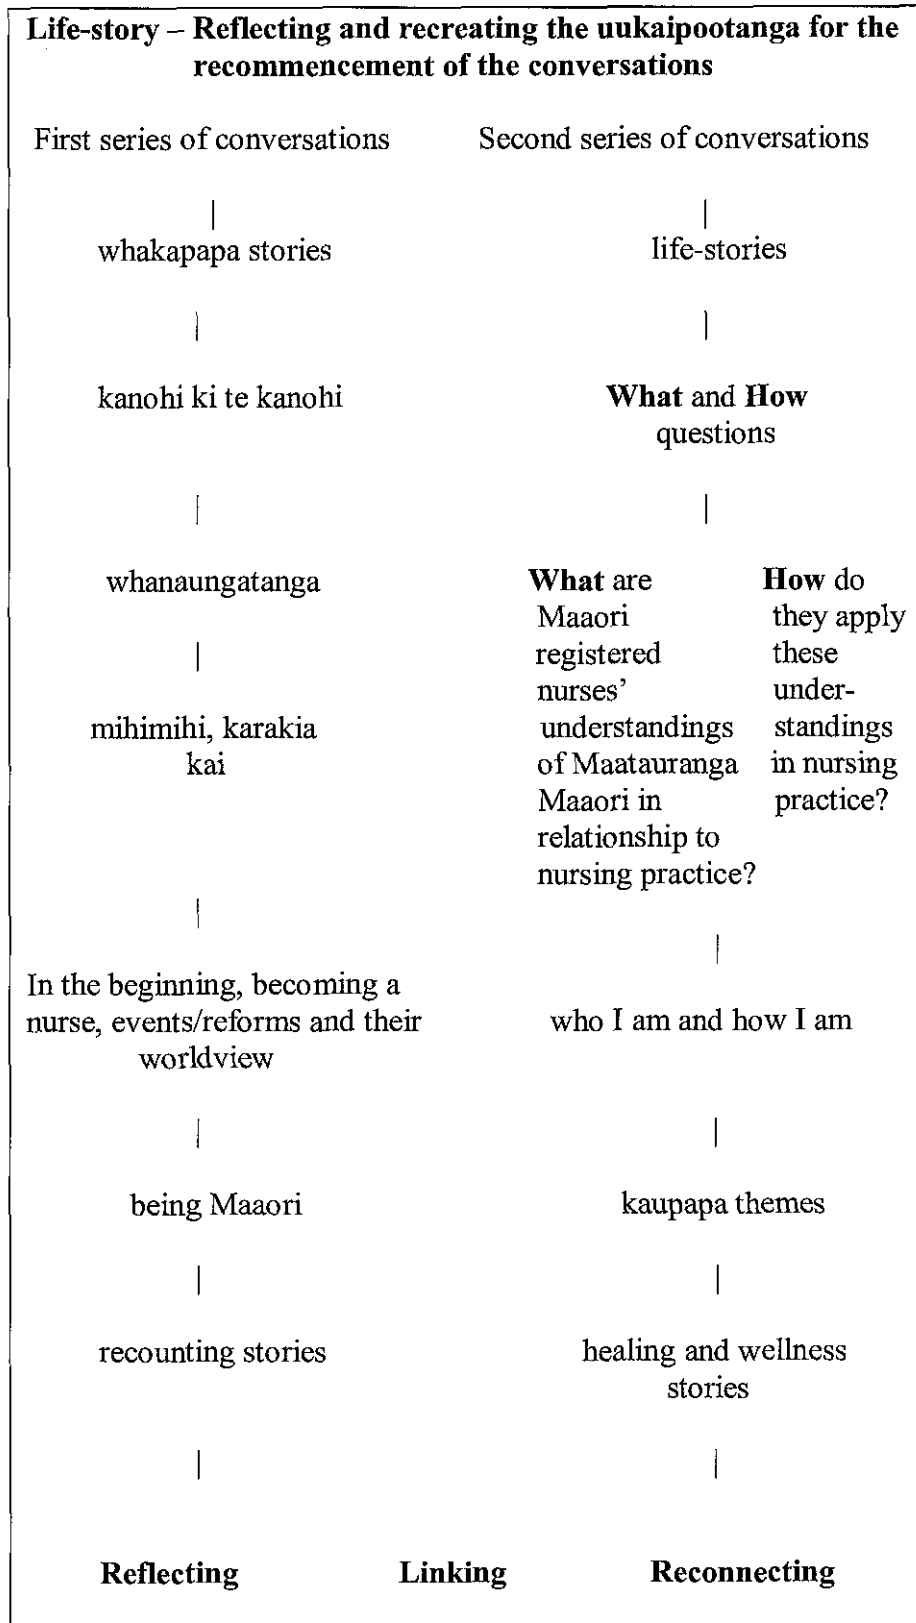 Life-story – Reflecting and recreating the uukaipootanga for the
recommencement of the conversations
First series of conversations
whakapapa stories
kanohi ki te kanohi
whanaungatanga
mihimihi, karakia
kai
In the beginning, becoming a
nurse, events/reforms and their
worldview
being Maaori
recounting stories
Reflecting
Second series of conversations
life-stories
What and How
questions
What are
Maaori
registered
nurses’
understandings
of Maatauranga
Maaori in
relationship to
nursing practice?
How do
they apply
these
under-
standings
in nursing
practice?
who I am and how I am
kaupapa themes
healing and wellness
stories
Linking
Reconnecting